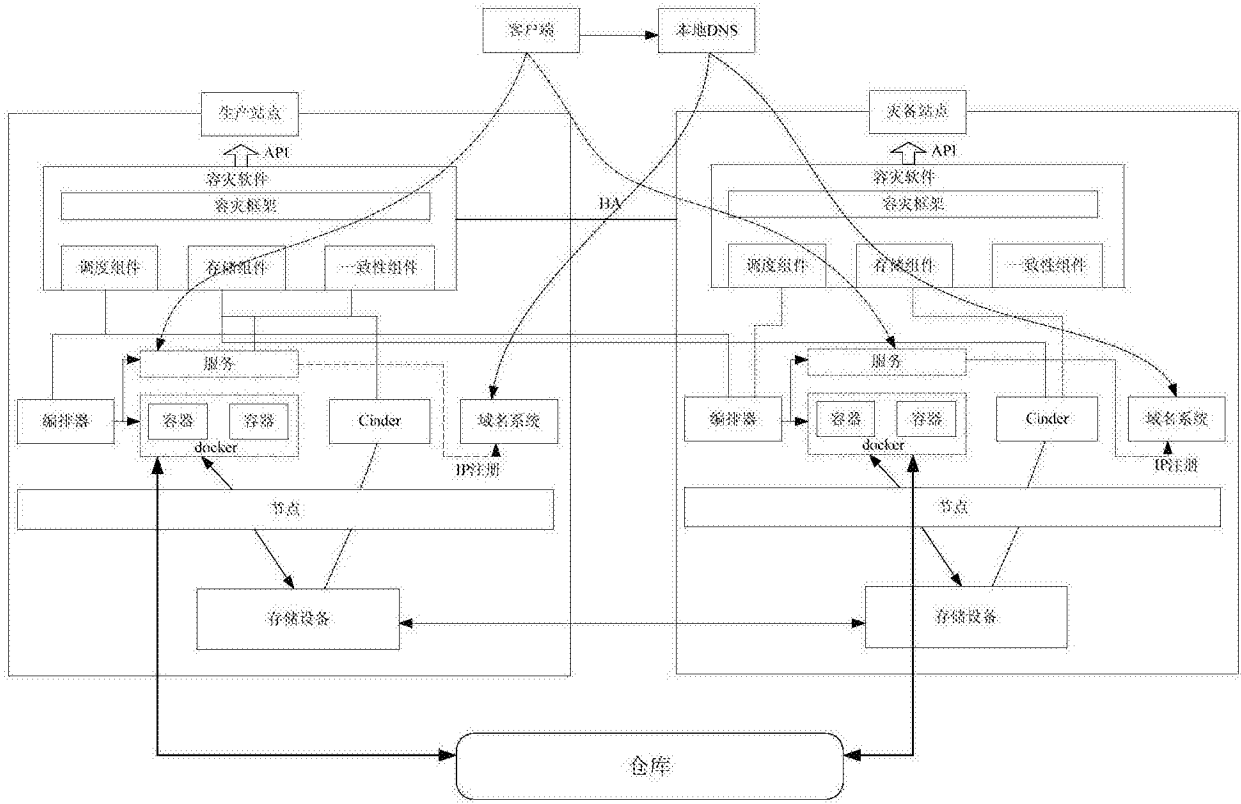 客户端
本地DNS
生产站点
API
容灾软件
容灾框架
调度组件
存储组件
一致性组件
服务
编排器
容器
容器
docker
Cinder
域名系统
IP注册
节点
存储设备
HA
灾备站点
API
容灾软件
容灾框架
调度组件
存储组件
一致性组件
服务
编排器
容器
容器
docker
Cinder
域名系统
IP注册
节点
存储设备
仓库